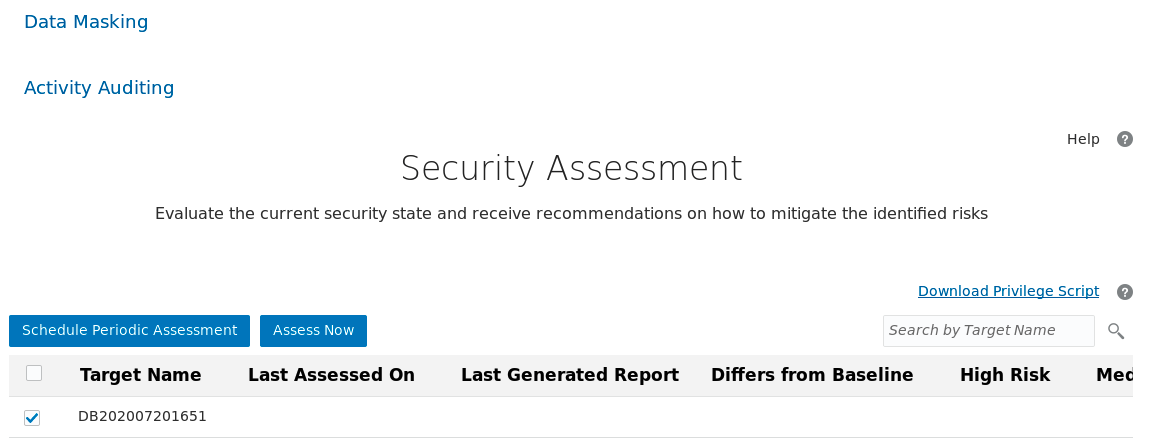 Data Masking
Activity Auditing
Help
Security Assessment
Evaluate the current security state and receive recommendations on how to mitigate the identified risks
Download Privilege Script
Schedule Periodic Assessment Assess Now Search by Target Name
Target Name Last Assessed On Last Generated Report Differs from Baseline High Risk Med
DB202007201651